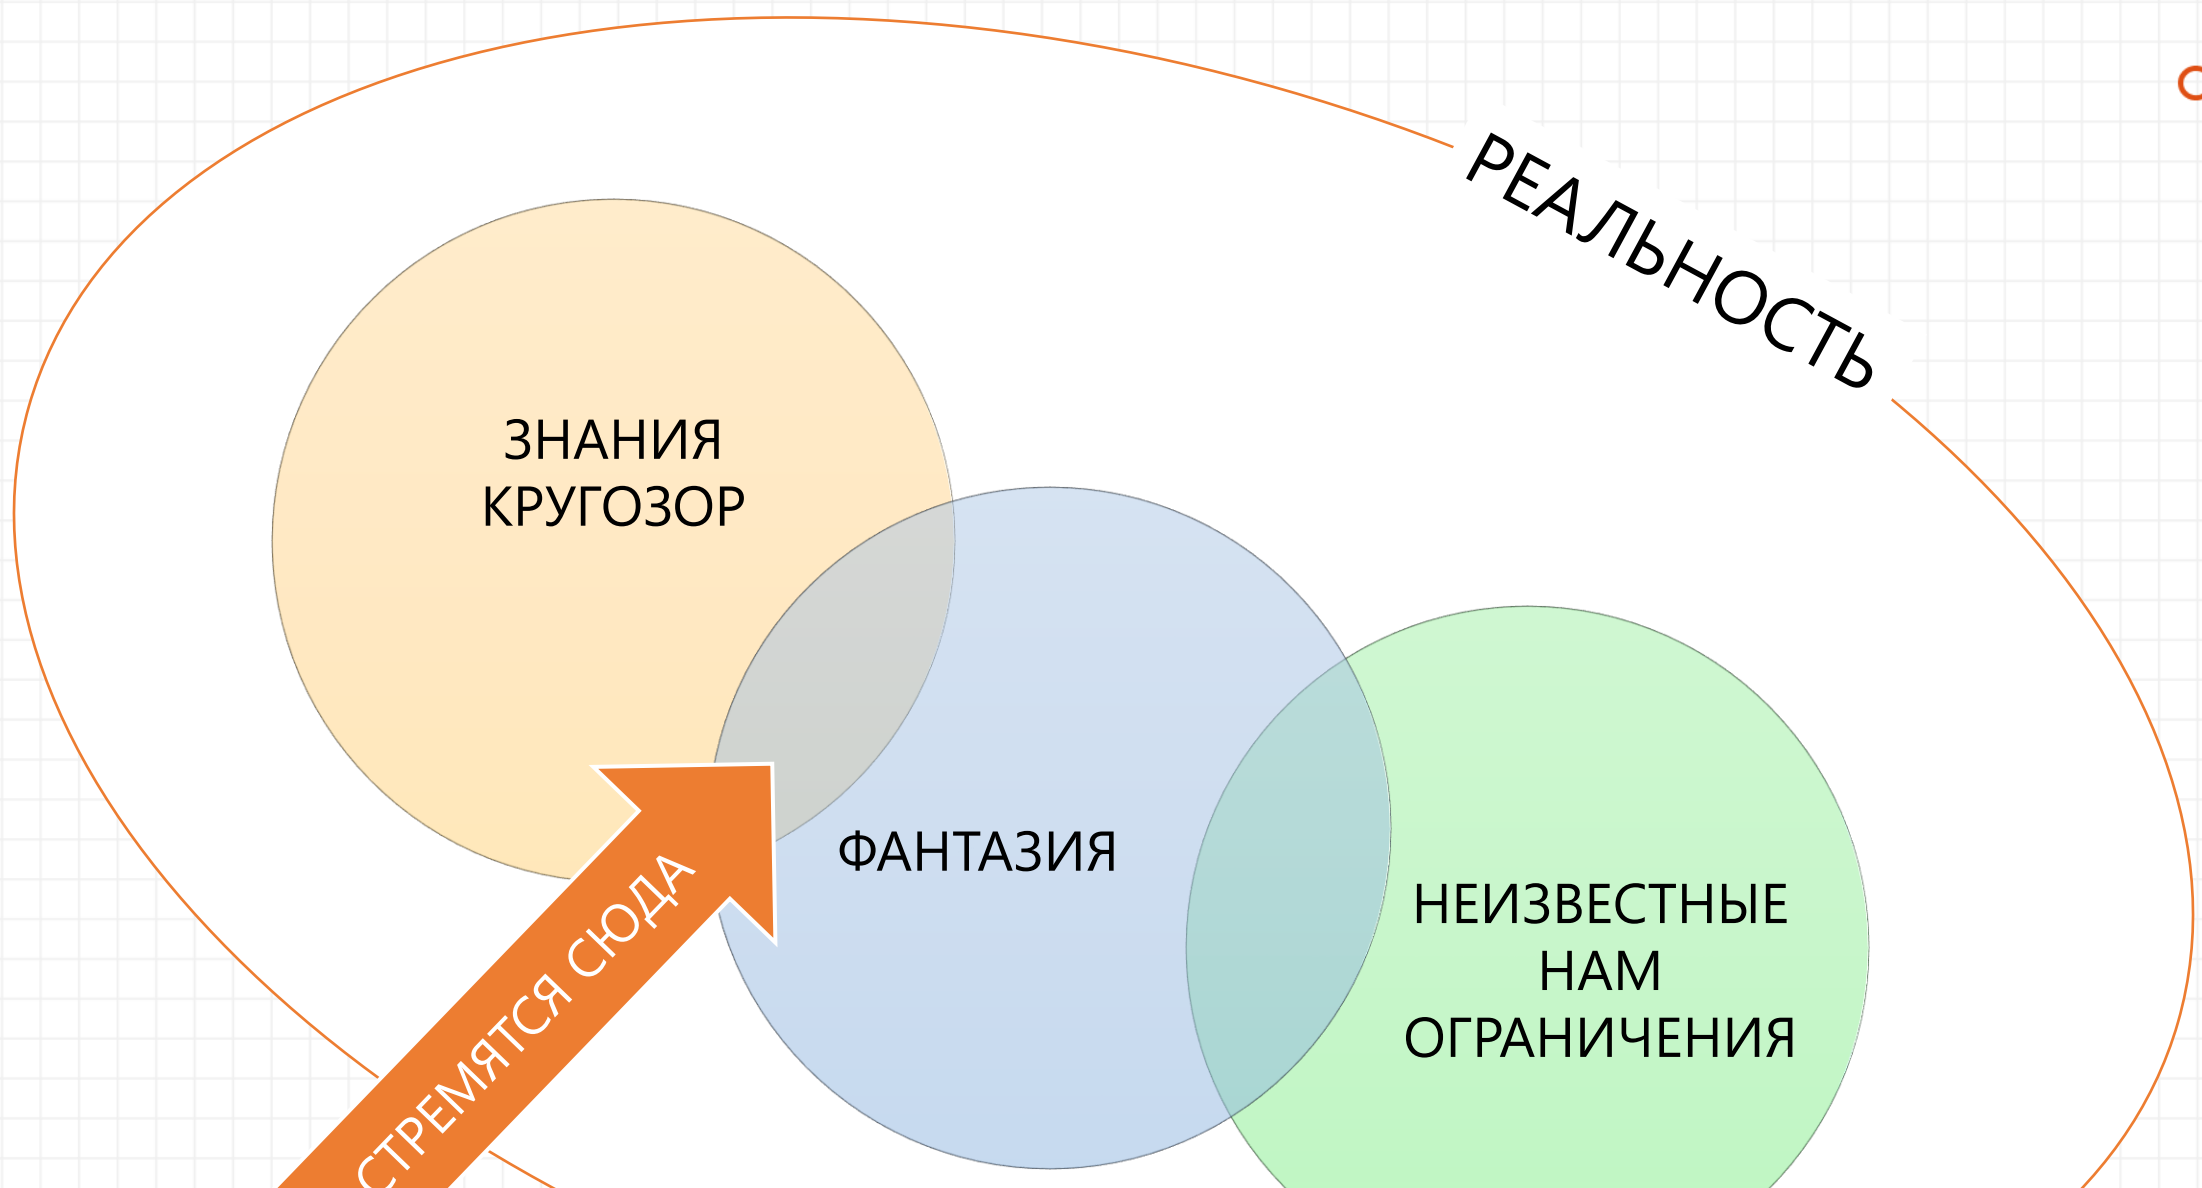 РЕАЛЬНОСТЬ
ЗНАНИЯ
КРУГОЗОР
ФАНТАЗИЯ
НЕИЗВЕСТНЫЕ
НАМ
ОГРАНИЧЕНИЯ
СТРЕМЯТСЯ СЮДА